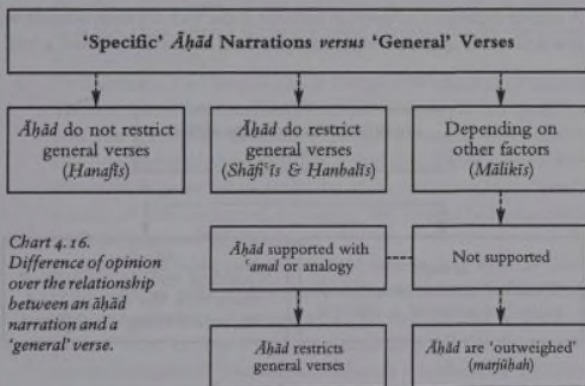 ‘Specific’ Āḥād Narrations versus ‘General’ Verses
Āḥād do not restrict
general verses
(Ḥanafīs)
Āḥād do restrict
general verses
(Shāfiʿīs & Ḥanbalīs)
Depending on
other factors
(Mālikīs)
Chart 4.16.
Difference of opinion
over the relationship
between an āḥād
narration and a
‘general’ verse.
Āḥād supported with
ʿamal or analogy
Not supported
Āḥād restricts
general verses
Āḥād are ‘outweighed’
(marjūḥah)